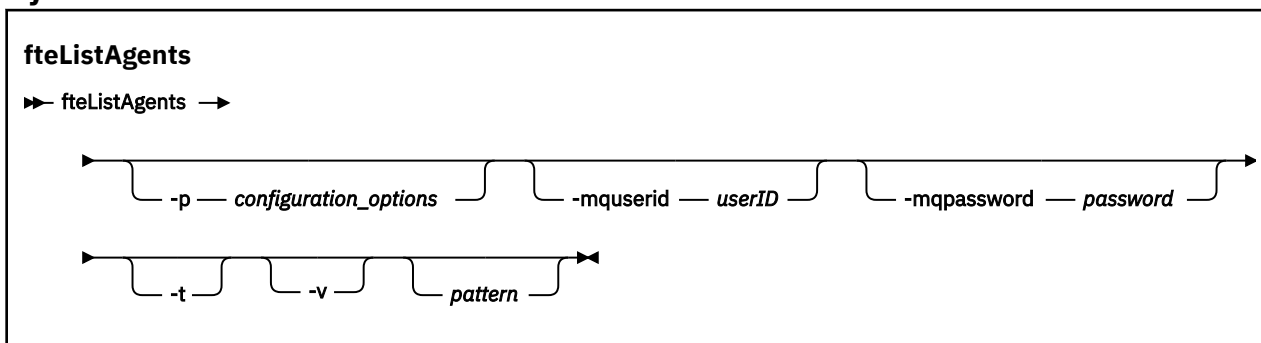 fteListAgents
fteListAgents
-p configuration_options -mquserid userID -mqpassword password
-t -v pattern